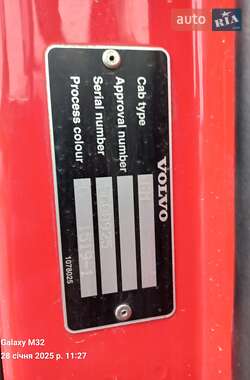 auto RIA
VOLVO
Cab type
Approval number
Serial number
Process colour
1078025
Galaxy M32
28 січня 2025 р. 11:27